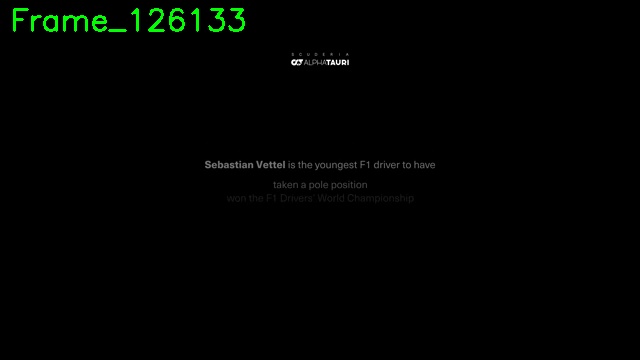 Frame_126133
SCUDERIA
ALPHATAURI
Sebastian Vettel is the youngest F1 driver to have
taken a pole position
won the F1 Drivers' World Championship